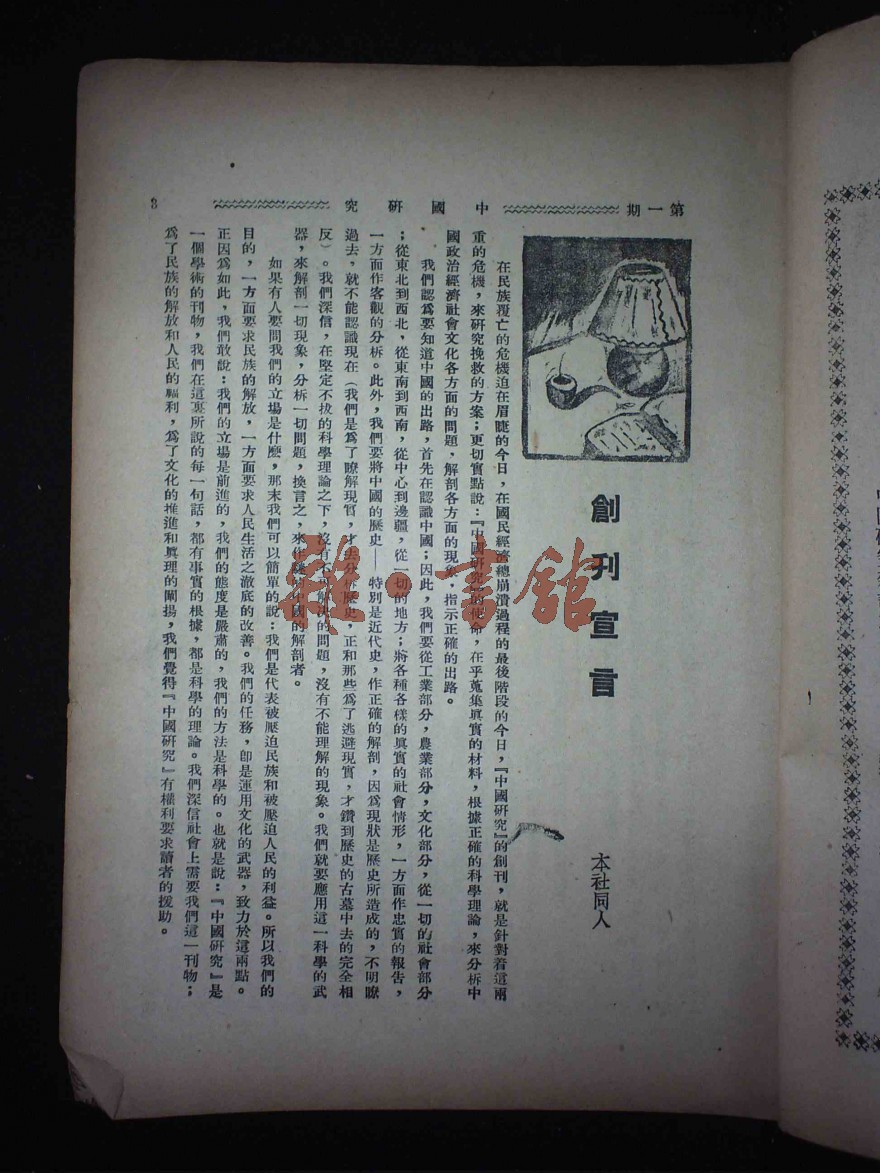 第一期
中國研究
3
創刊宣言
本社同人
在民族覆亡的危機迫在眉睫的今日,在國民經濟總崩潰過程的最後階段的今日,『中國研究』的創刊,就是針對着這兩
重的危機,來研究挽救的方案;更切實點說:『中國研究』的使命,在乎蒐集眞實的材料,根據正確的科學理論,來分析中
國政治經濟社會文化各方面的問題,解剖各方面的現象,指示正確的出路。
我們認爲要知道中國的出路,首先在認識中國;因此,我們要從工業部分,農業部分,文化部分,從一切的社會部分
;從東北到西北,從東南到西南,從中心到邊疆,從一切的地方;將各種各樣的眞實的社會情形,一方面作忠實的報告,
一方面作客觀的分析。此外,我們要將中國的歷史——特別是近代史,作正確的解剖,因爲現狀是歷史所造成的,不明瞭
過去,就不能認識現在(我們是爲了瞭解現實,才去分析歷史,正和那些爲了逃避現實,才鑽到歷史的古墓中去的完全相
反)。我們深信,在堅定不拔的科學理論之下,沒有不能解決的問題,沒有不能理解的現象。我們就要應用這一科學的武
器,來解剖一切現象,分析一切問題,換言之,來作的中國的解剖者。
如果有人要問我們的立場是什麼,那末我們可以簡單的說:我們是代表被壓迫民族和被壓迫人民的利益。所以我們的
目的,一方面要求民族的解放,一方面要求人民生活之澈底的改善。我們的任務,卽是運用文化的武器,致力於這兩點。
正因爲如此,我們敢說:我們的立場是前進的,我們的態度是嚴肅的,我們的方法是科學的。也就是說:『中國研究』是
一個學術的刊物,我們在這裏所說的每一句話,都有事實的根據,都是科學的理論。我們深信社會上需要我們這一刊物;
爲了民族的解放和人民的福利,爲了文化的推進和眞理的闡揚,我們覺得『中國研究』有權利要求讀者的援助。
雜·書館